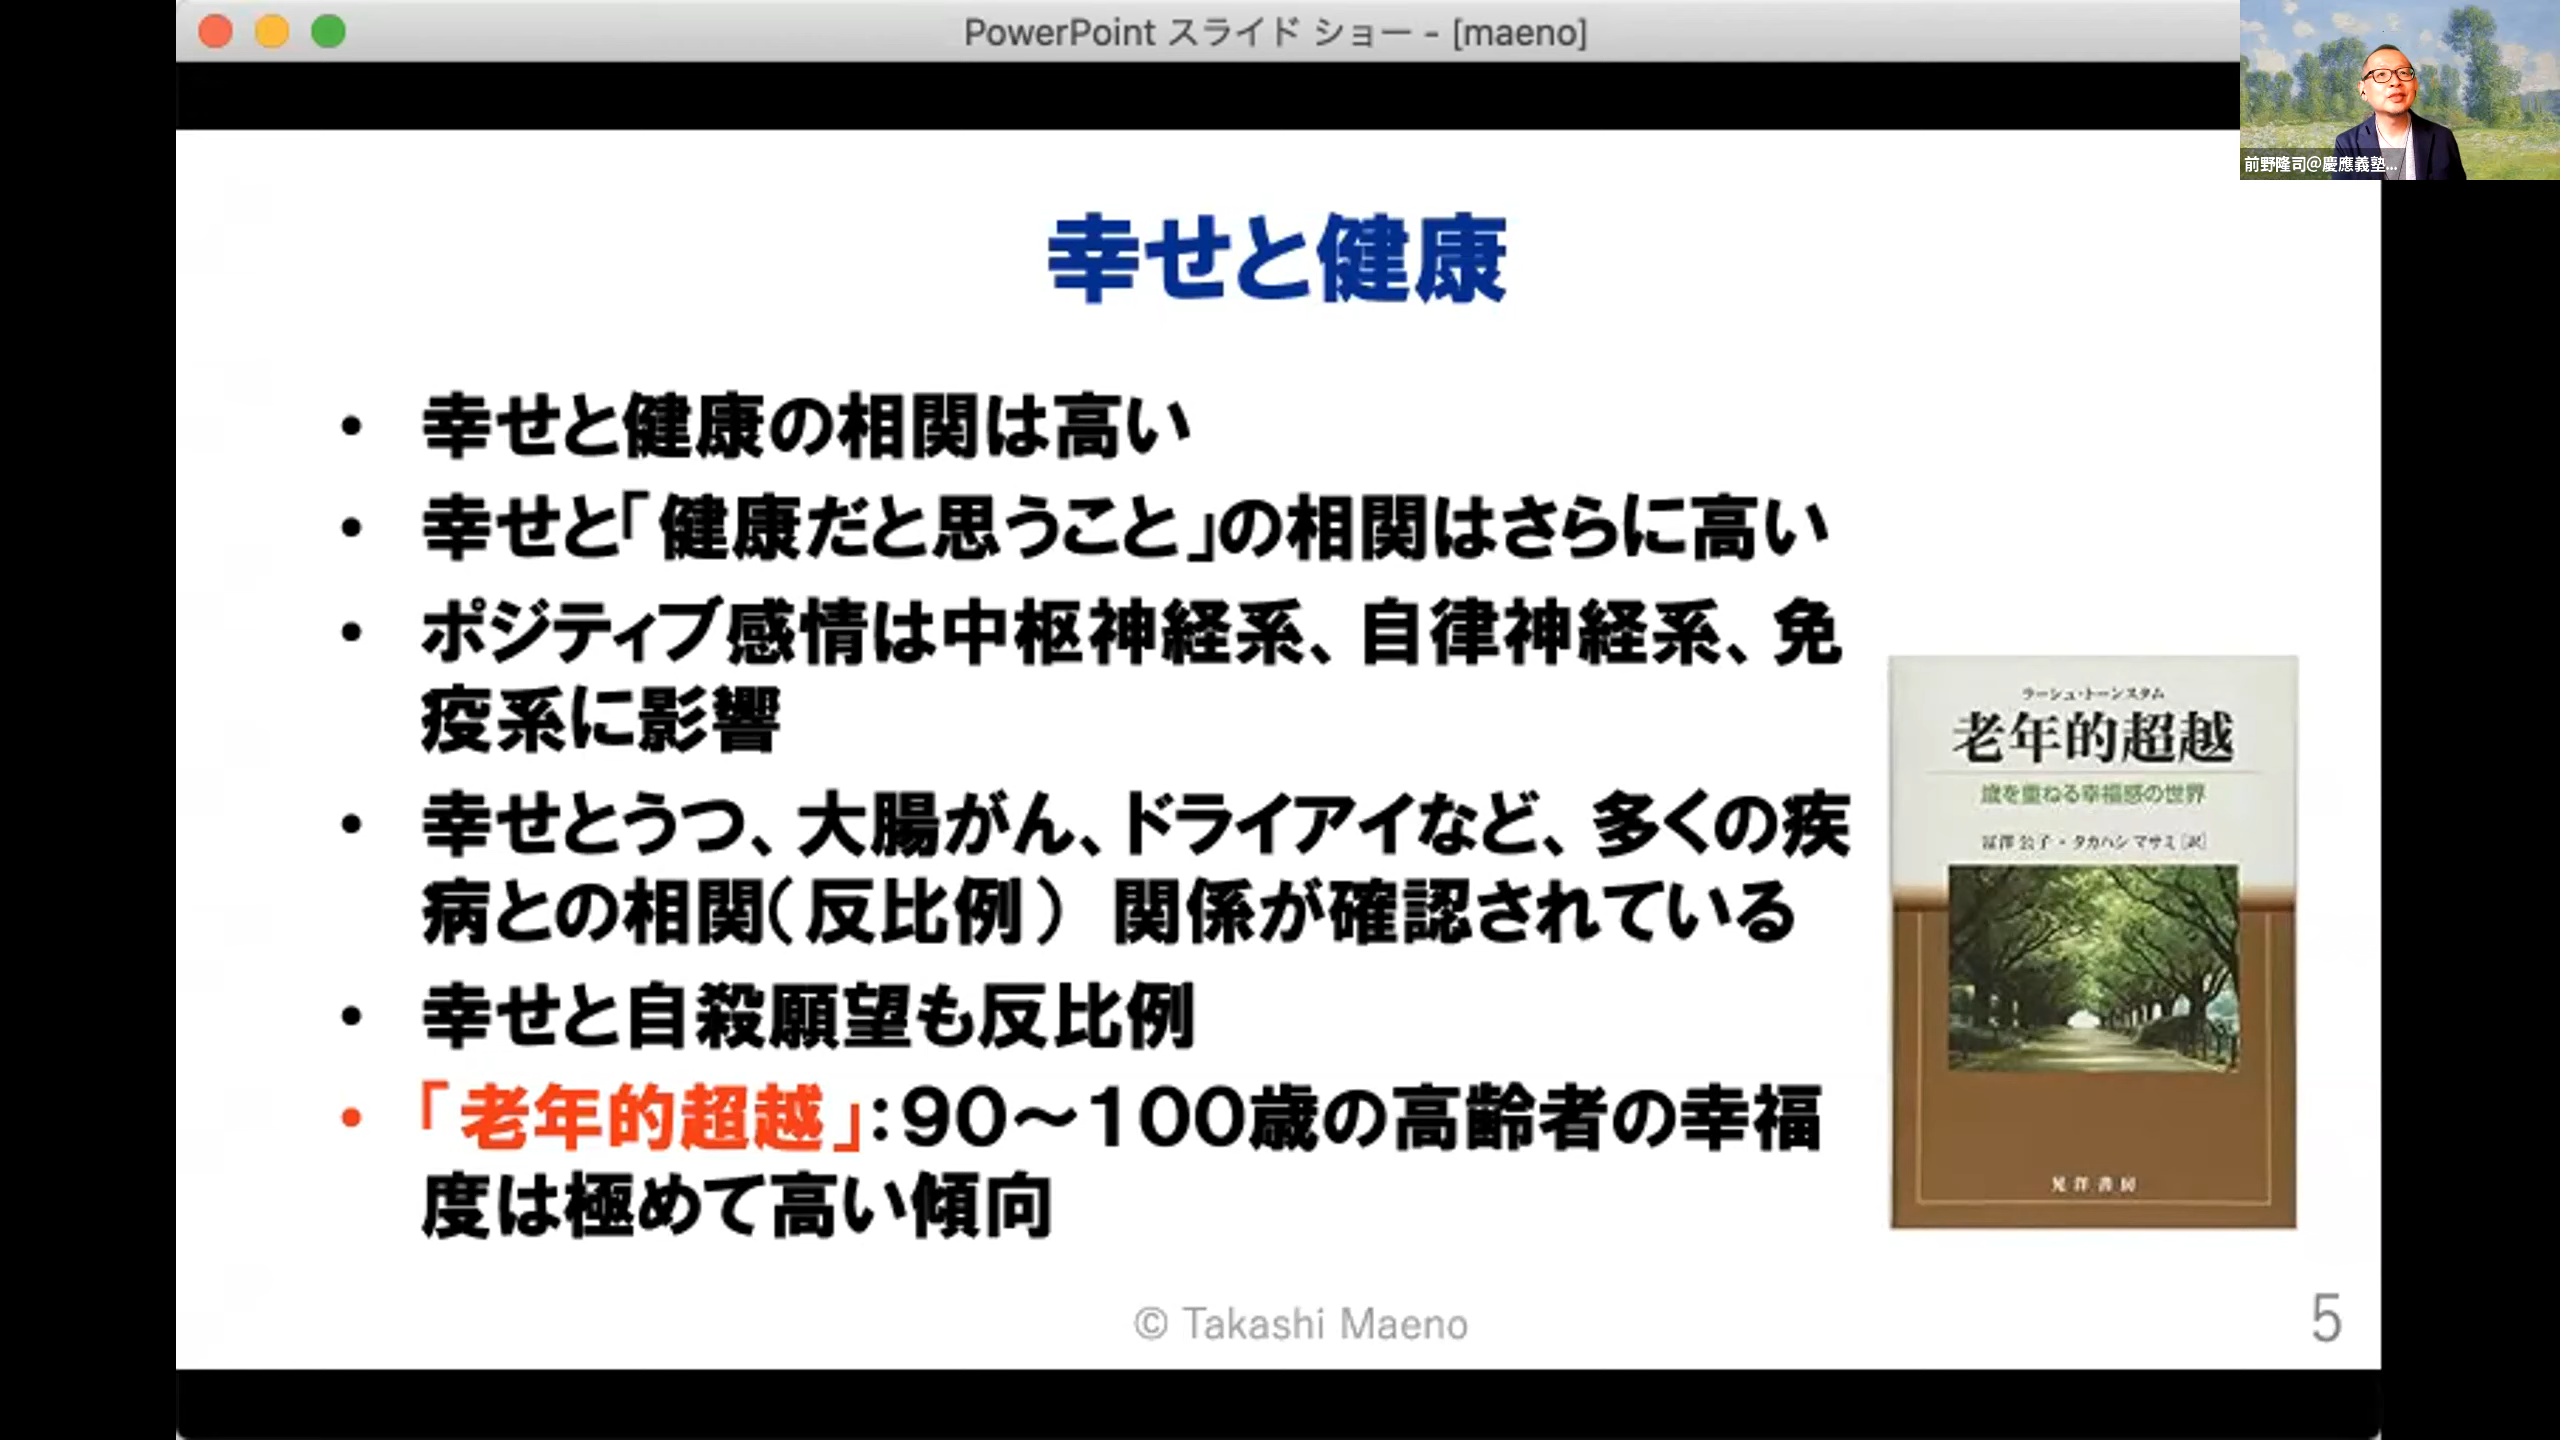 PowerPoint スライド ショー - [maeno]
前野隆司@慶應義塾...
幸せと健康
• 幸せと健康の相関は高い
• 幸せと「健康だと思うこと」の相関はさらに高い
• ポジティブ感情は中枢神経系、自律神経系、免
疫系に影響
• 幸せとうつ、大腸がん、ドライアイなど、多くの疾
病との相関(反比例) 関係が確認されている
• 幸せと自殺願望も反比例
• 「老年的超越」:90〜100歳の高齢者の幸福
度は極めて高い傾向
ラーシュ・トーンスタム
老年的超越
歳を重ねる幸福感の世界
冨澤公子・タカハシマサミ[訳]
晃洋書房
© Takashi Maeno
5